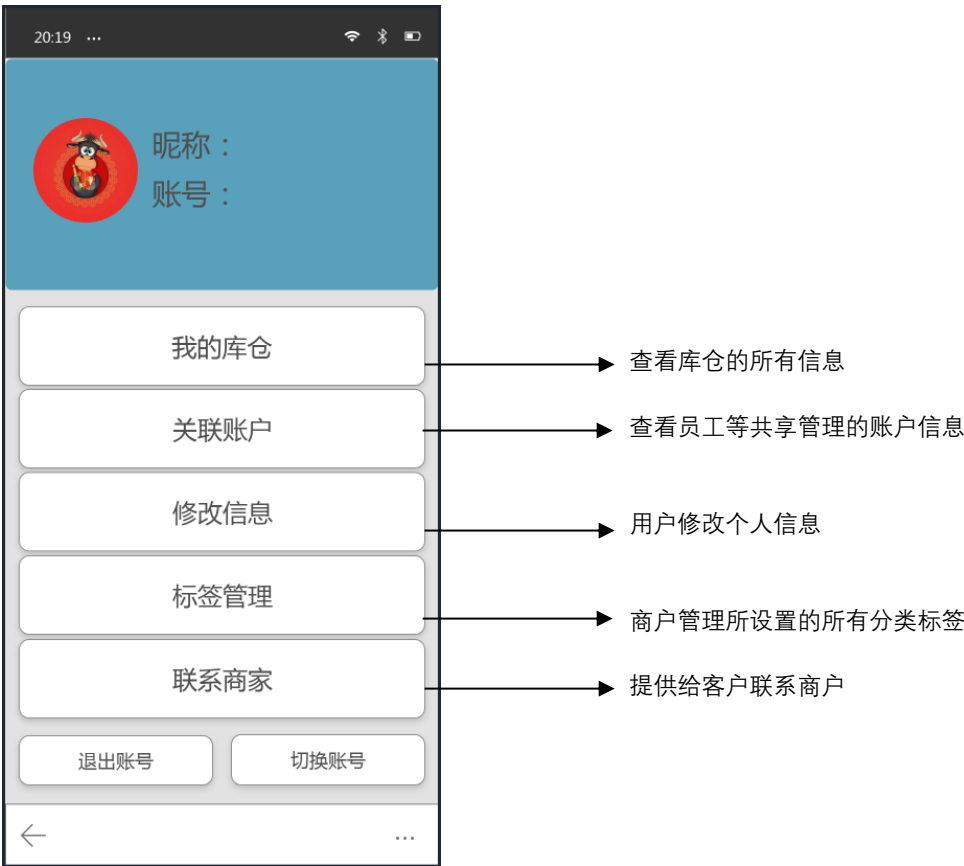 20:19 ...
昵称：
账号：
我的库仓
查看库仓的所有信息
关联账户
查看员工等共享管理的账户信息
修改信息
用户修改个人信息
标签管理
商户管理所设置的所有分类标签
联系商家
提供给客户联系商户
退出账号
切换账号
...